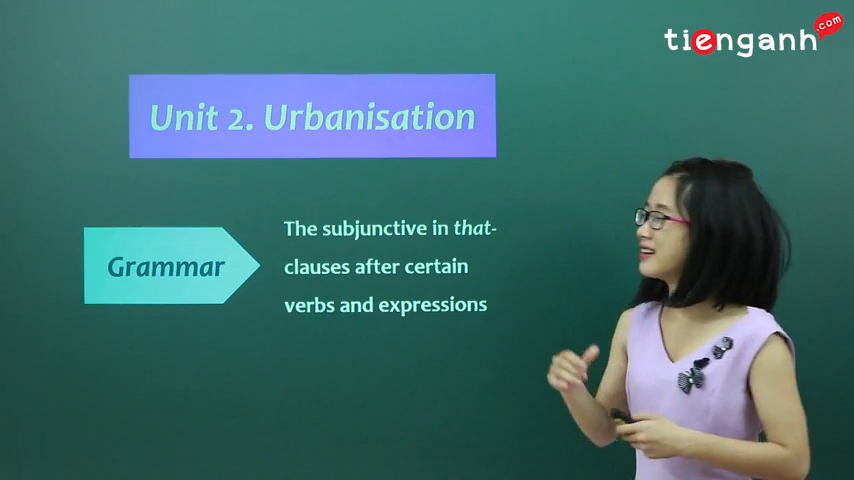 tienganh.com
Unit 2. Urbanisation
Grammar
The subjunctive in that-
clauses after certain
verbs and expressions